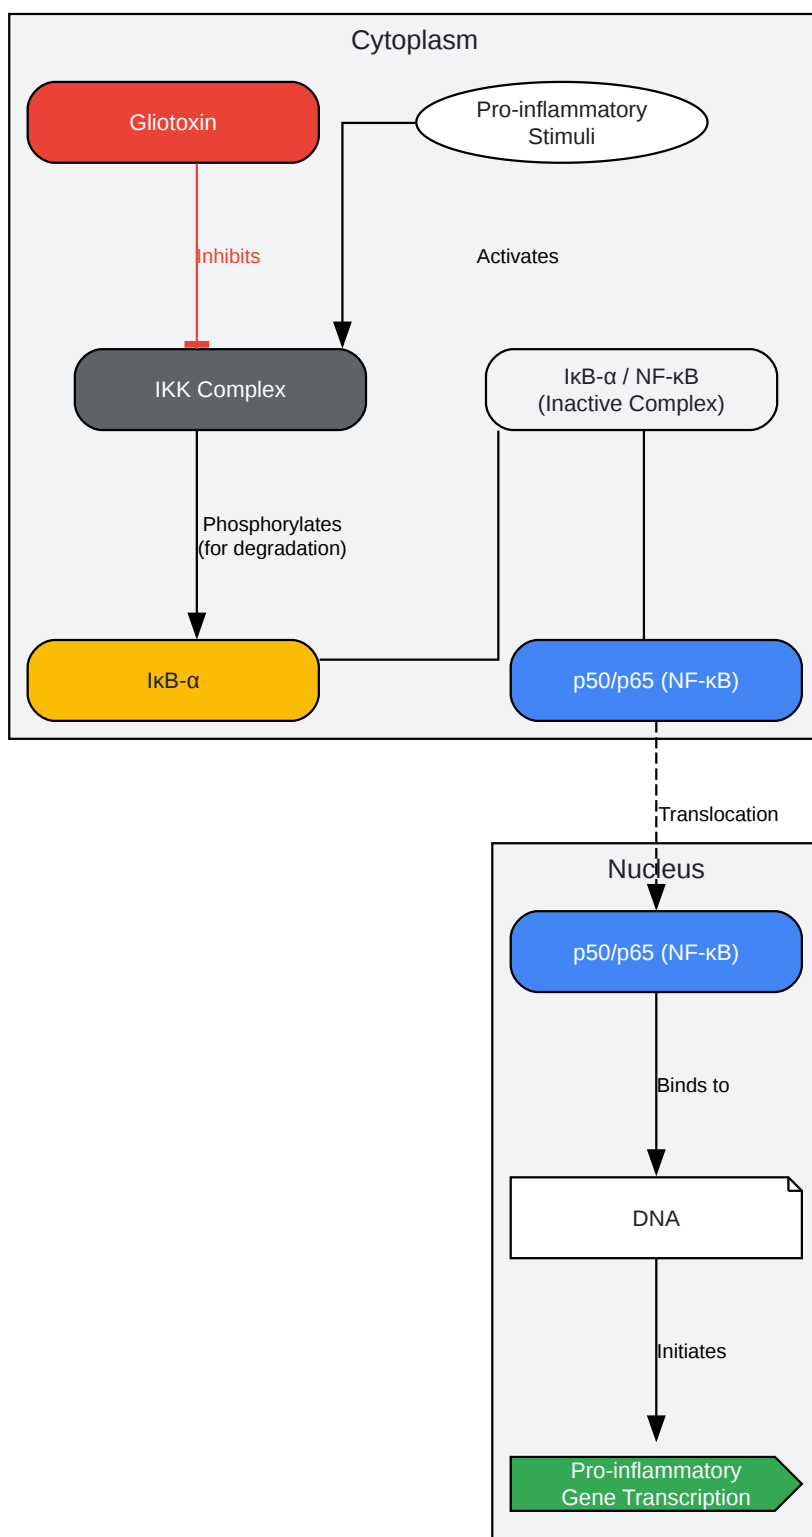 Cytoplasm
Gliotoxin
Pro-inflammatory
Stimuli
Inhibits
Activates
IKK Complex
IκB-α / NF-κB
(Inactive Complex)
Phosphorylates
(for degradation)
IκB-α
p50/p65 (NF-κB)
Translocation
Nucleus
p50/p65 (NF-κB)
Binds to
DNA
Initiates
Pro-inflammatory
Gene Transcription